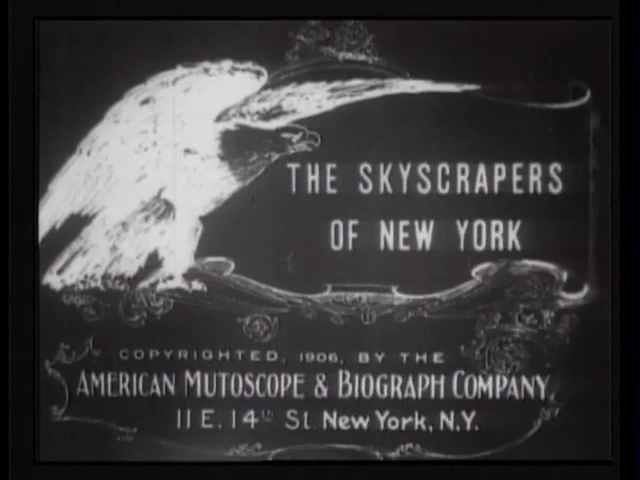 THE SKYSCRAPERS
OF NEW YORK
COPYRIGHTED, 1906, BY THE
AMERICAN MUTOSCOPE & BIOGRAPH COMPANY
11 E. 14th St. New York, N.Y.